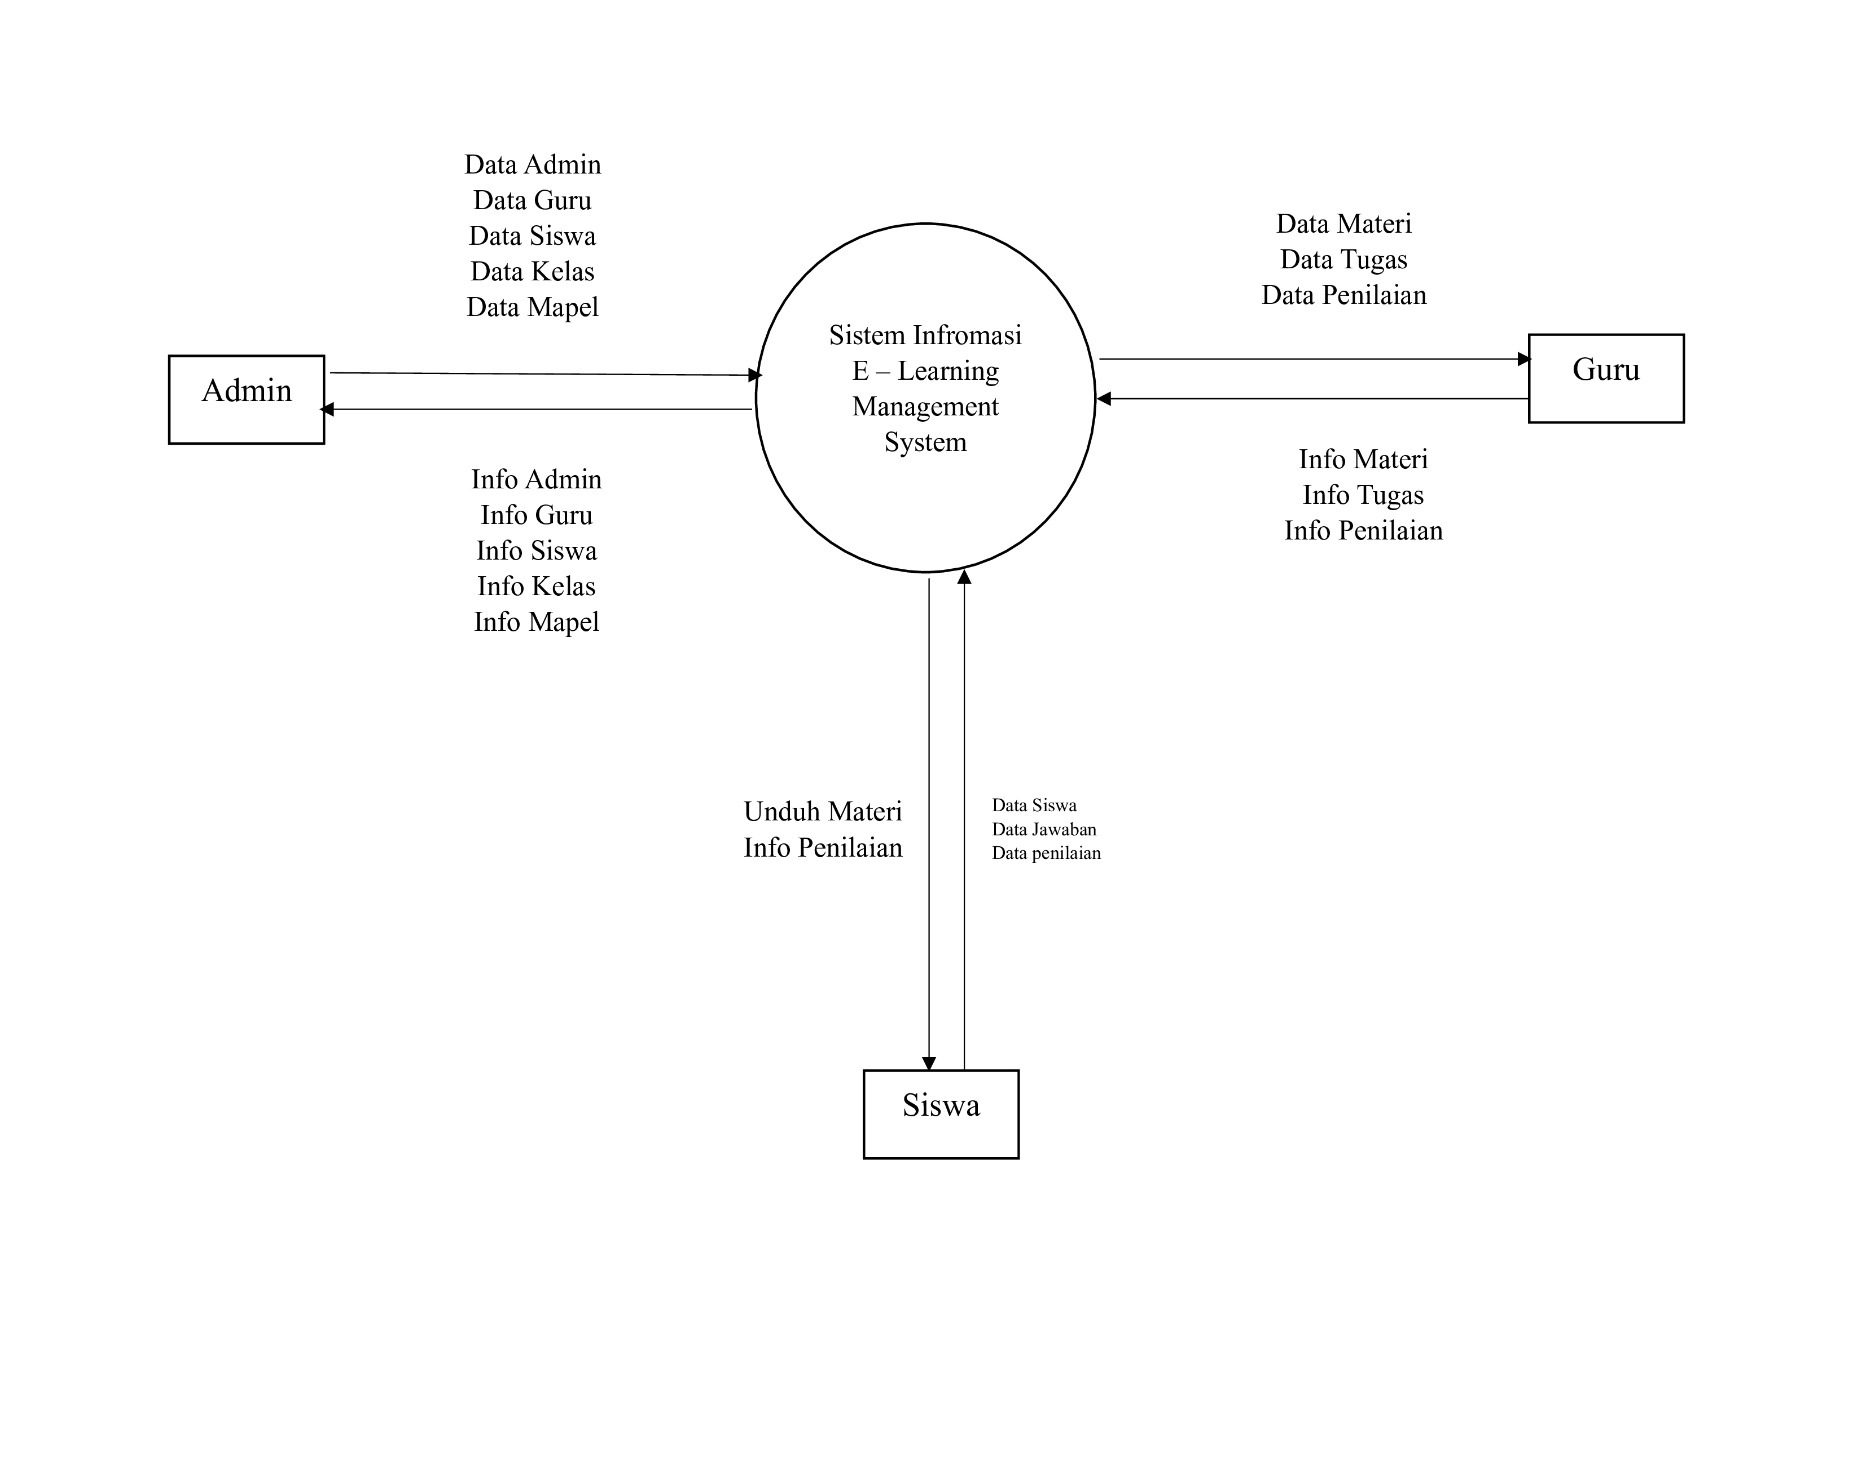 Data Admin
Data Guru
Data Siswa
Data Kelas
Data Mapel
Data Materi
Data Tugas
Data Penilaian
Sistem Infromasi
E – Learning
Management
System
Admin
Guru
Info Admin
Info Guru
Info Siswa
Info Kelas
Info Mapel
Info Materi
Info Tugas
Info Penilaian
Unduh Materi
Info Penilaian
Data Siswa
Data Jawaban
Data penilaian
Siswa